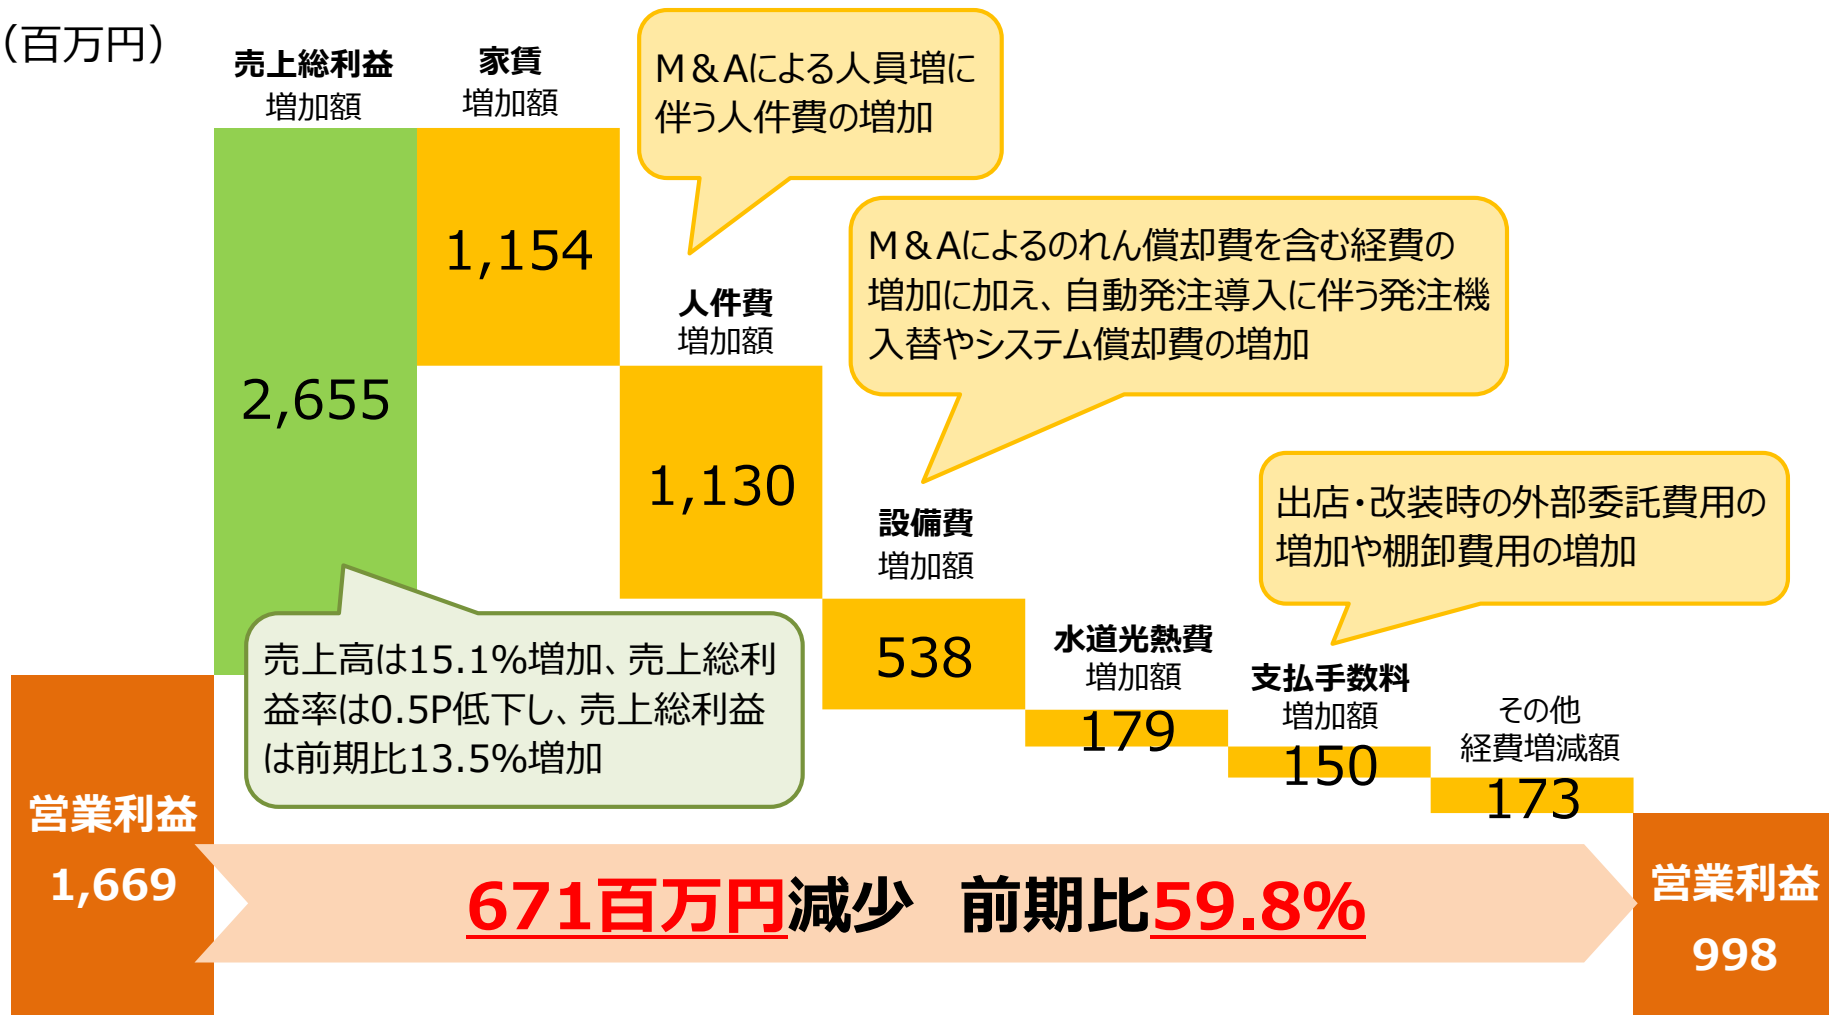 （百万円）
売上総利益
増加額
2,655
家賃
増加額
1,154
M＆Aによる人員増に
伴う人件費の増加
人件費
増加額
1,130
M＆Aによるのれん償却費を含む経費の
増加に加え、自動発注導入に伴う発注機
入替やシステム償却費の増加
設備費
増加額
538
水道光熱費
増加額
179
出店・改装時の外部委託費用の
増加や棚卸費用の増加
支払手数料
増加額
150
その他
経費増減額
173
売上高は15.1%増加、売上総利
益率は0.5P低下し、売上総利益
は前期比13.5%増加
営業利益
1,669
671百万円減少　前期比59.8%
営業利益
998